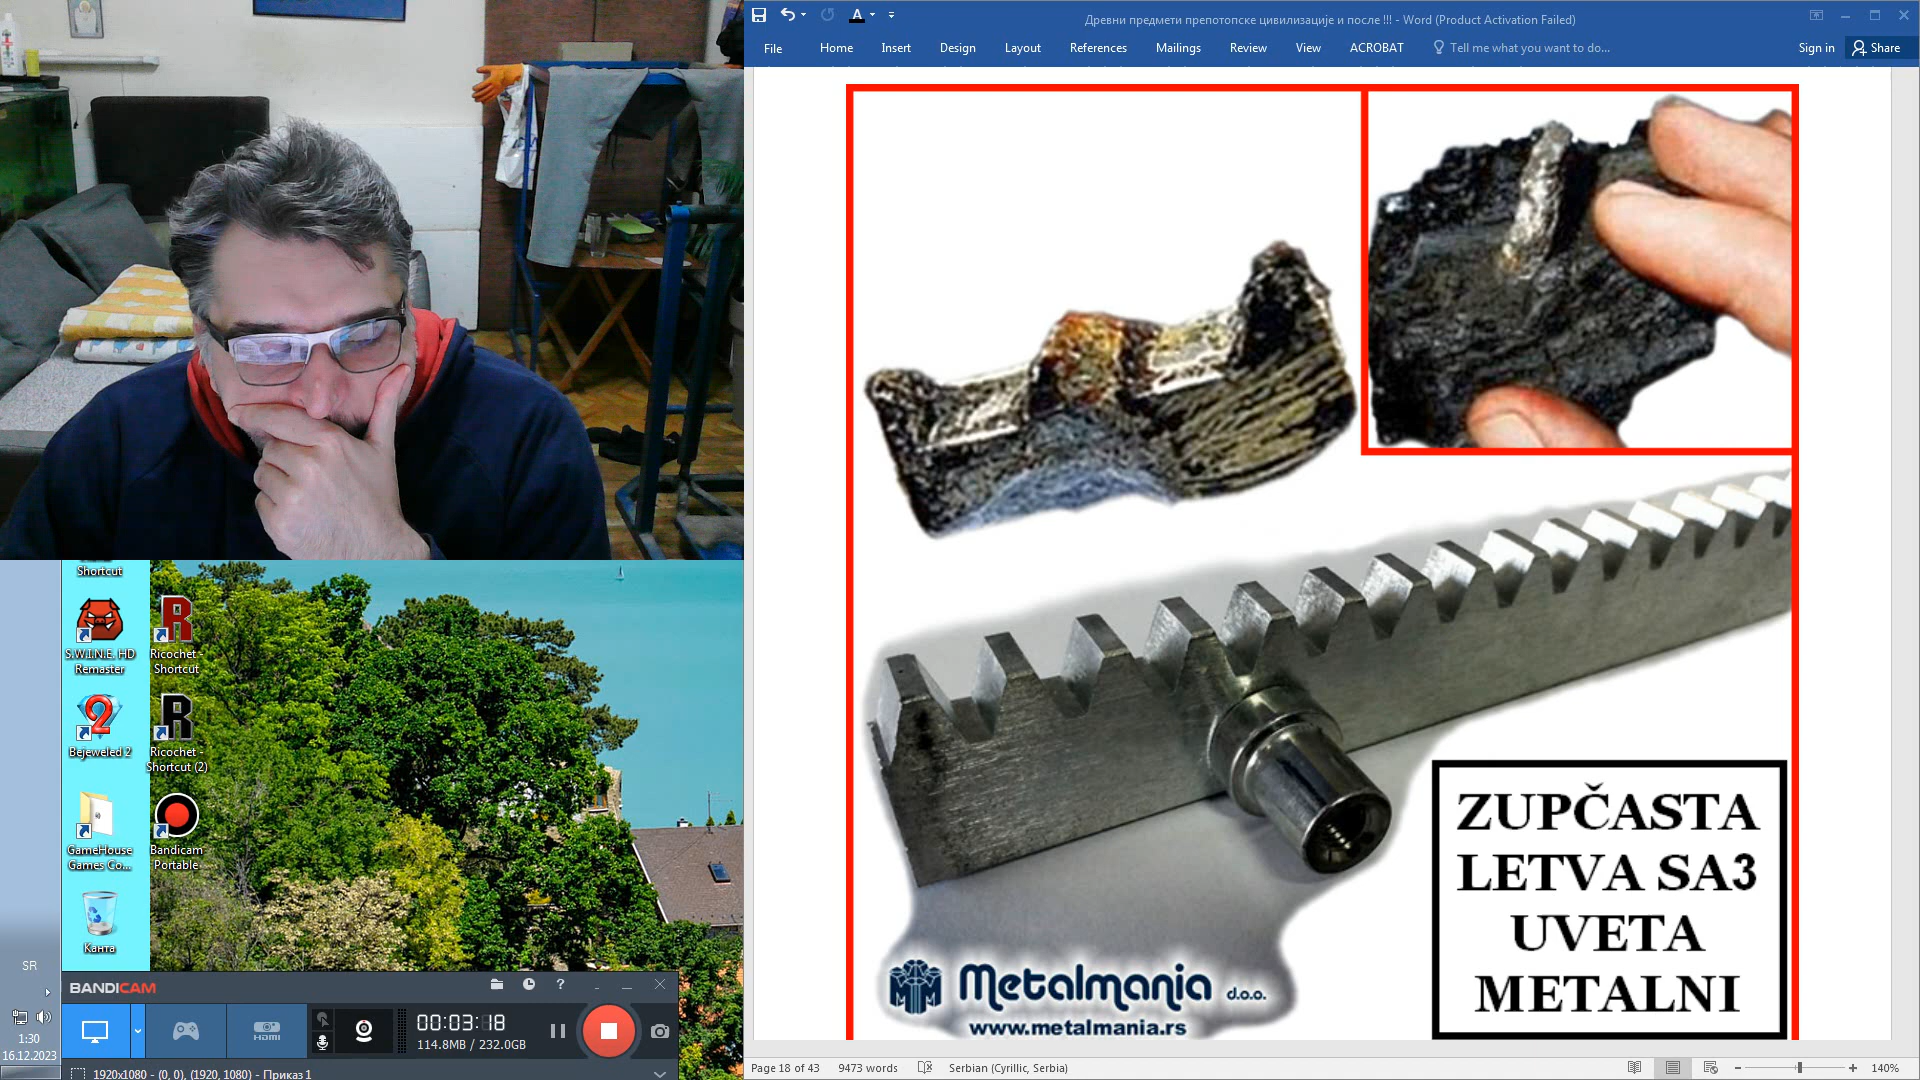 Древни предмети препотопске цивилизације и после !!! - Word (Product Activation Failed)
File
Home
Insert
Design
Layout
References
Mailings
Review
View
ACROBAT
Tell me what you want to do...
Sign in
Share
ZUPČASTA
LETVA SA3
UVETA
METALNI
Metalmania d.o.o.
www.metalmania.rs
Shortcut
S.W.I.N.E. HD
Remaster
Ricochet -
Shortcut
Bejeweled 2
Ricochet -
Shortcut (2)
GameHouse
Games Co...
Bandicam
Portable
Канта
SR
1:30
16.12.2023
BANDICAM
HDMI
00:03:18
114.8MB / 232.0GB
1920x1080 - (0, 0), (1920, 1080) - Приказ 1
Page 18 of 43
9473 words
Serbian (Cyrillic, Serbia)
140%